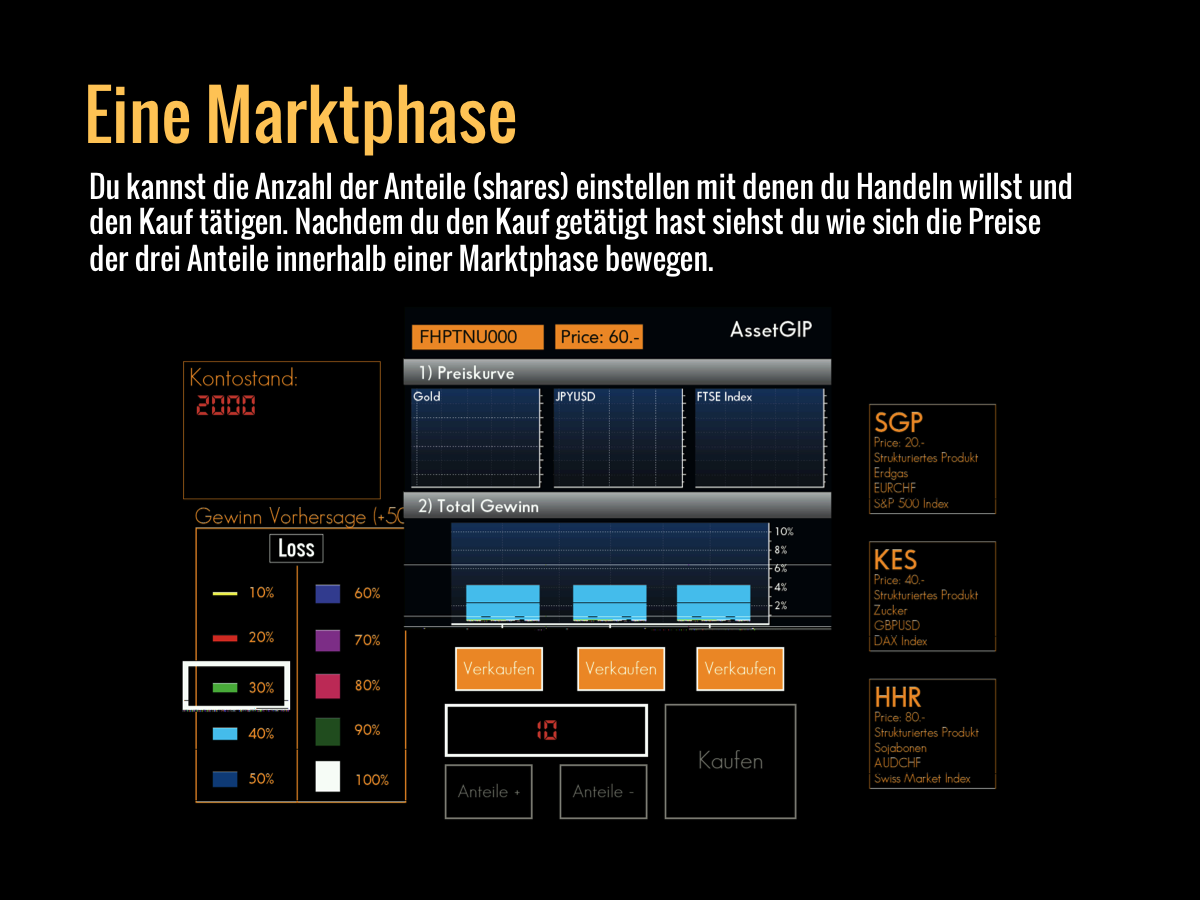 Eine Marktphase
Du kannst die Anzahl der Anteile (shares) einstellen mit denen du Handeln willst und
den Kauf tätigen. Nachdem du den Kauf getätigt hast siehst du wie sich die Preise
der drei Anteile innerhalb einer Marktphase bewegen.
FHPTNU000
Price: 60.-
AssetGIP
Kontostand:
2000
1) Preiskurve
Gold
JPYUSD
FTSE Index
2) Total Gewinn
10%
8%
6%
4%
2%
Gewinn Vorhersage (+50
Loss
10%
20%
30%
40%
50%
60%
70%
80%
90%
100%
Verkaufen
Verkaufen
Verkaufen
10
Anteile +
Anteile -
Kaufen
SGP
Price: 20.-
Strukturiertes Produkt
Erdgas
EURCHF
S&P 500 Index
KES
Price: 40.-
Strukturiertes Produkt
Zucker
GBPUSD
DAX Index
HHR
Price: 80.-
Strukturiertes Produkt
Sojabonen
AUDCHF
Swiss Market Index